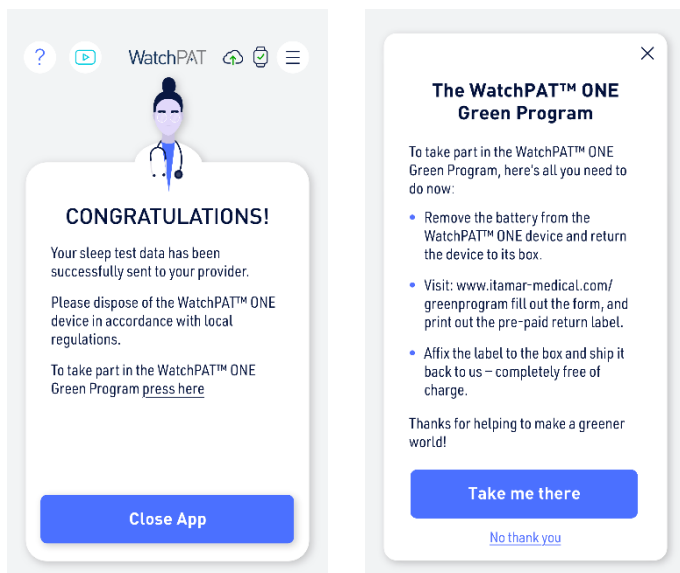 ?
WatchPAT
CONGRATULATIONS!
Your sleep test data has been
successfully sent to your provider.
Please dispose of the WatchPAT™ ONE
device in accordance with local
regulations.
To take part in the WatchPAT™ ONE
Green Program press here
Close App
The WatchPAT™ ONE
Green Program
To take part in the WatchPAT™ ONE
Green Program, here's all you need to
do now:
• Remove the battery from the
WatchPAT™ ONE device and return
the device to its box.
• Visit: www.itamar-medical.com/
greenprogram fill out the form, and
print out the pre-paid return label.
• Affix the label to the box and ship it
back to us – completely free of
charge.
Thanks for helping to make a greener
world!
Take me there
No thank you